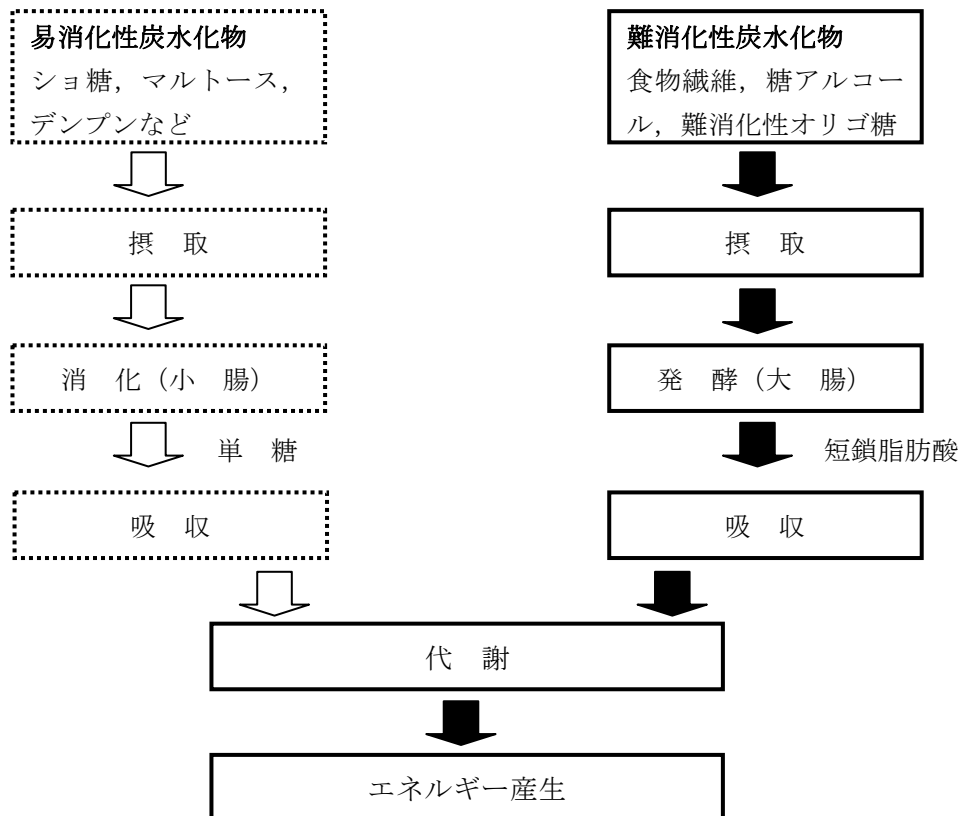 易消化性炭水化物
ショ糖，マルトース，
デンプンなど
摂　取
消　化（小　腸）
単　糖
吸　収
難消化性炭水化物
食物繊維，糖アルコー
ル，難消化性オリゴ糖
摂　取
発　酵（大　腸）
短鎖脂肪酸
吸　収
代　謝
エネルギー産生